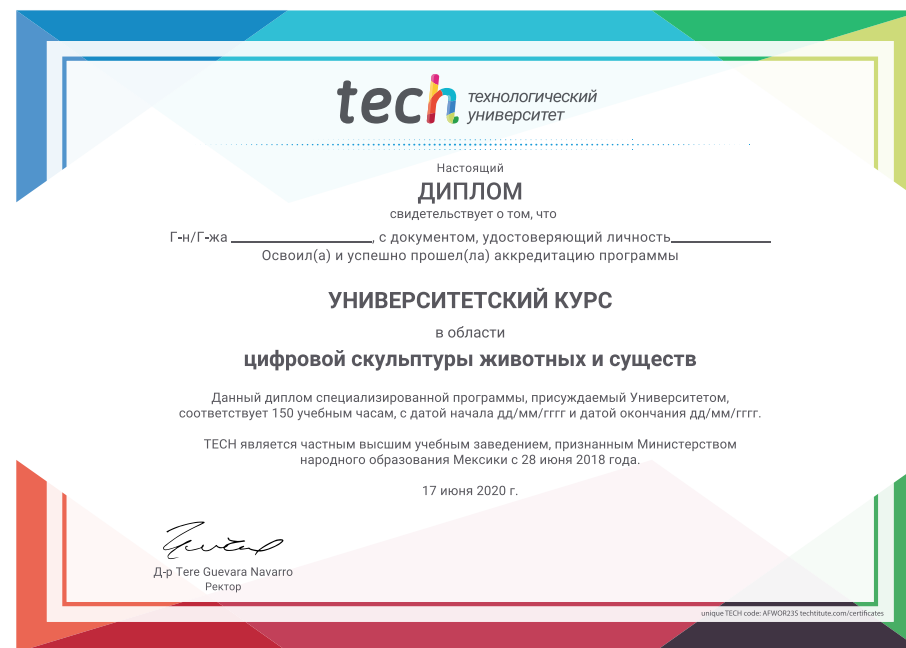 tech технологический
университет
Настоящий
ДИПЛОМ
свидетельствует о том, что
Г-н/Г-жа ____________________, с документом, удостоверяющий личность______________
Освоил(а) и успешно прошел(ла) аккредитацию программы
УНИВЕРСИТЕТСКИЙ КУРС
в области
цифровой скульптуры животных и существ
Данный диплом специализированной программы, присуждаемый Университетом,
соответствует 150 учебным часам, с датой начала дд/мм/гггг и датой окончания дд/мм/гггг.
TECH является частным высшим учебным заведением, признанным Министерством
народного образования Мексики с 28 июня 2018 года.
17 июня 2020 г.
Д-р Tere Guevara Navarro
Ректор
unique TECH code: AFWOR23S techtitute.com/certificates